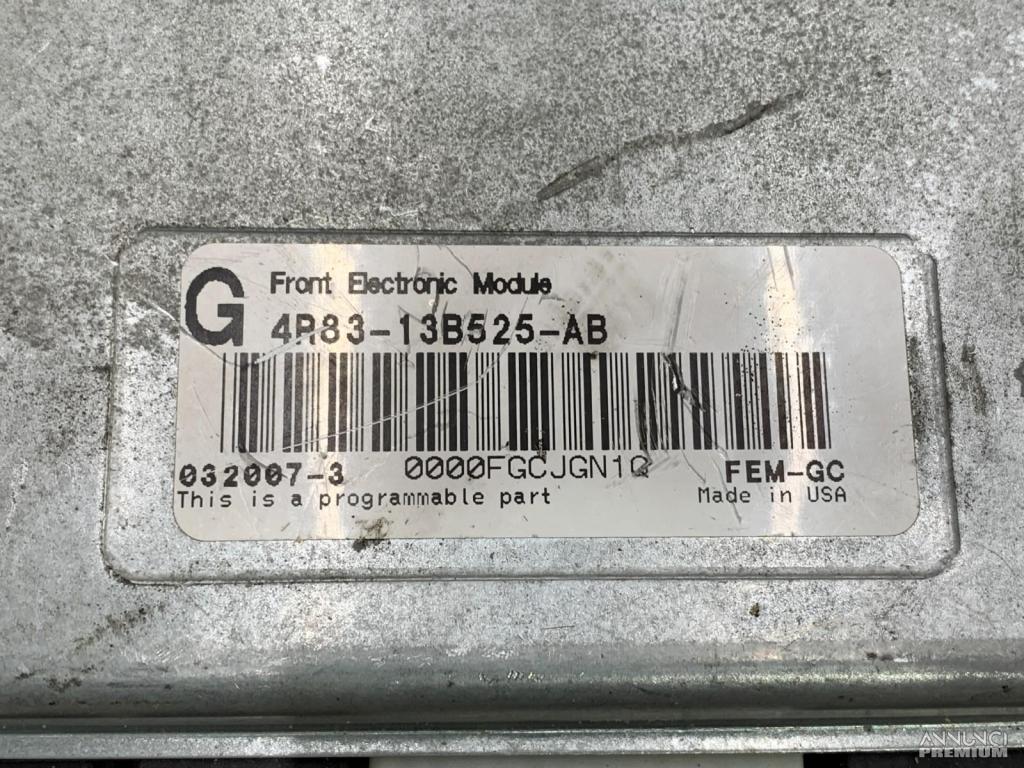 G
Front Electronic Module
4R83-13B525-AB
032007-3
0000FGCJGN1Q
FEM-GC
This is a programmable part
Made in USA
ANNUNCI
PREMIUM